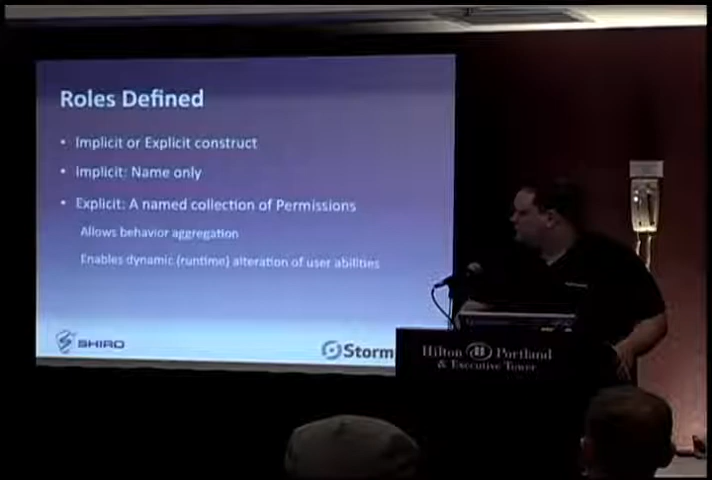 Roles Defined
• Implicit or Explicit construct
• Implicit: Name only
• Explicit: A named collection of Permissions
Allows behavior aggregation
Enables dynamic (runtime) alteration of user abilities
SHIRO
Storm
Hilton Portland
& Executive Tower